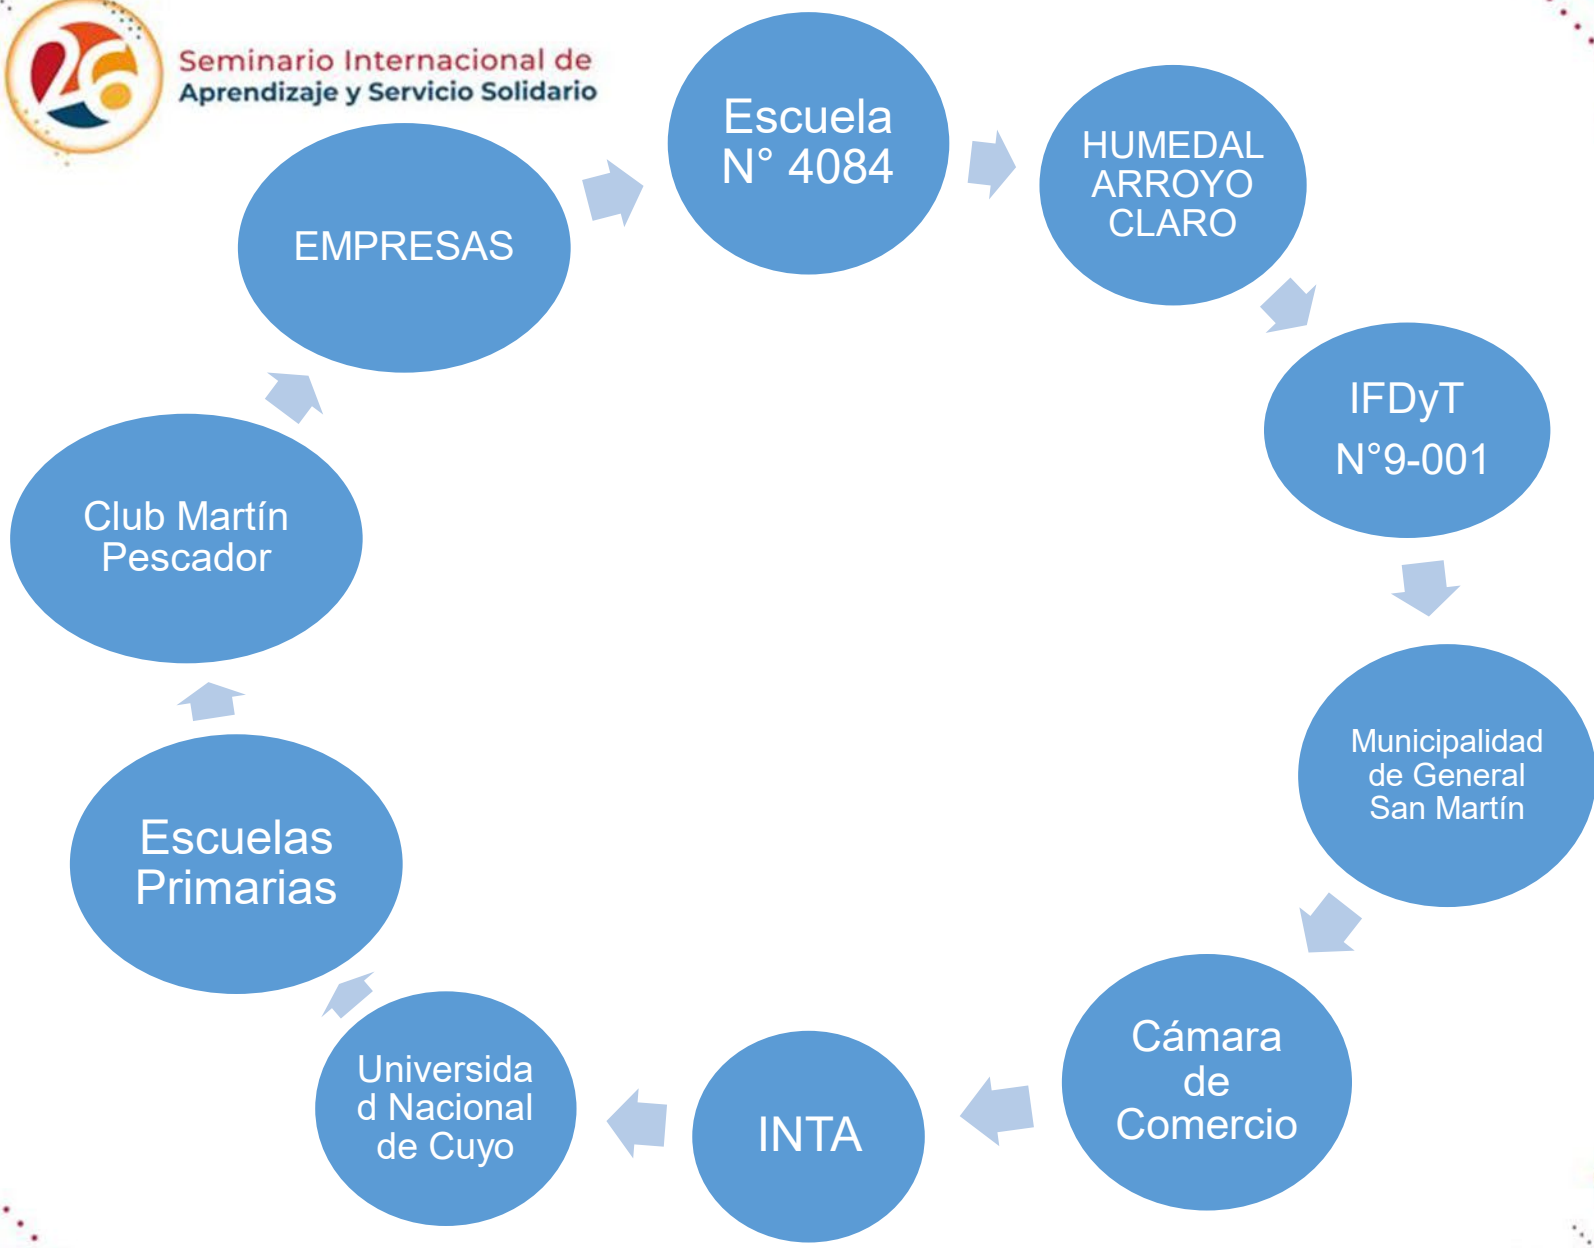 26
Seminario Internacional de
Aprendizaje y Servicio Solidario
Escuela
N° 4084
HUMEDAL
ARROYO
CLARO
IFDyT
N°9-001
Municipalidad
de General
San Martín
Cámara
de
Comercio
INTA
Universida
d Nacional
de Cuyo
Escuelas
Primarias
Club Martín
Pescador
EMPRESAS